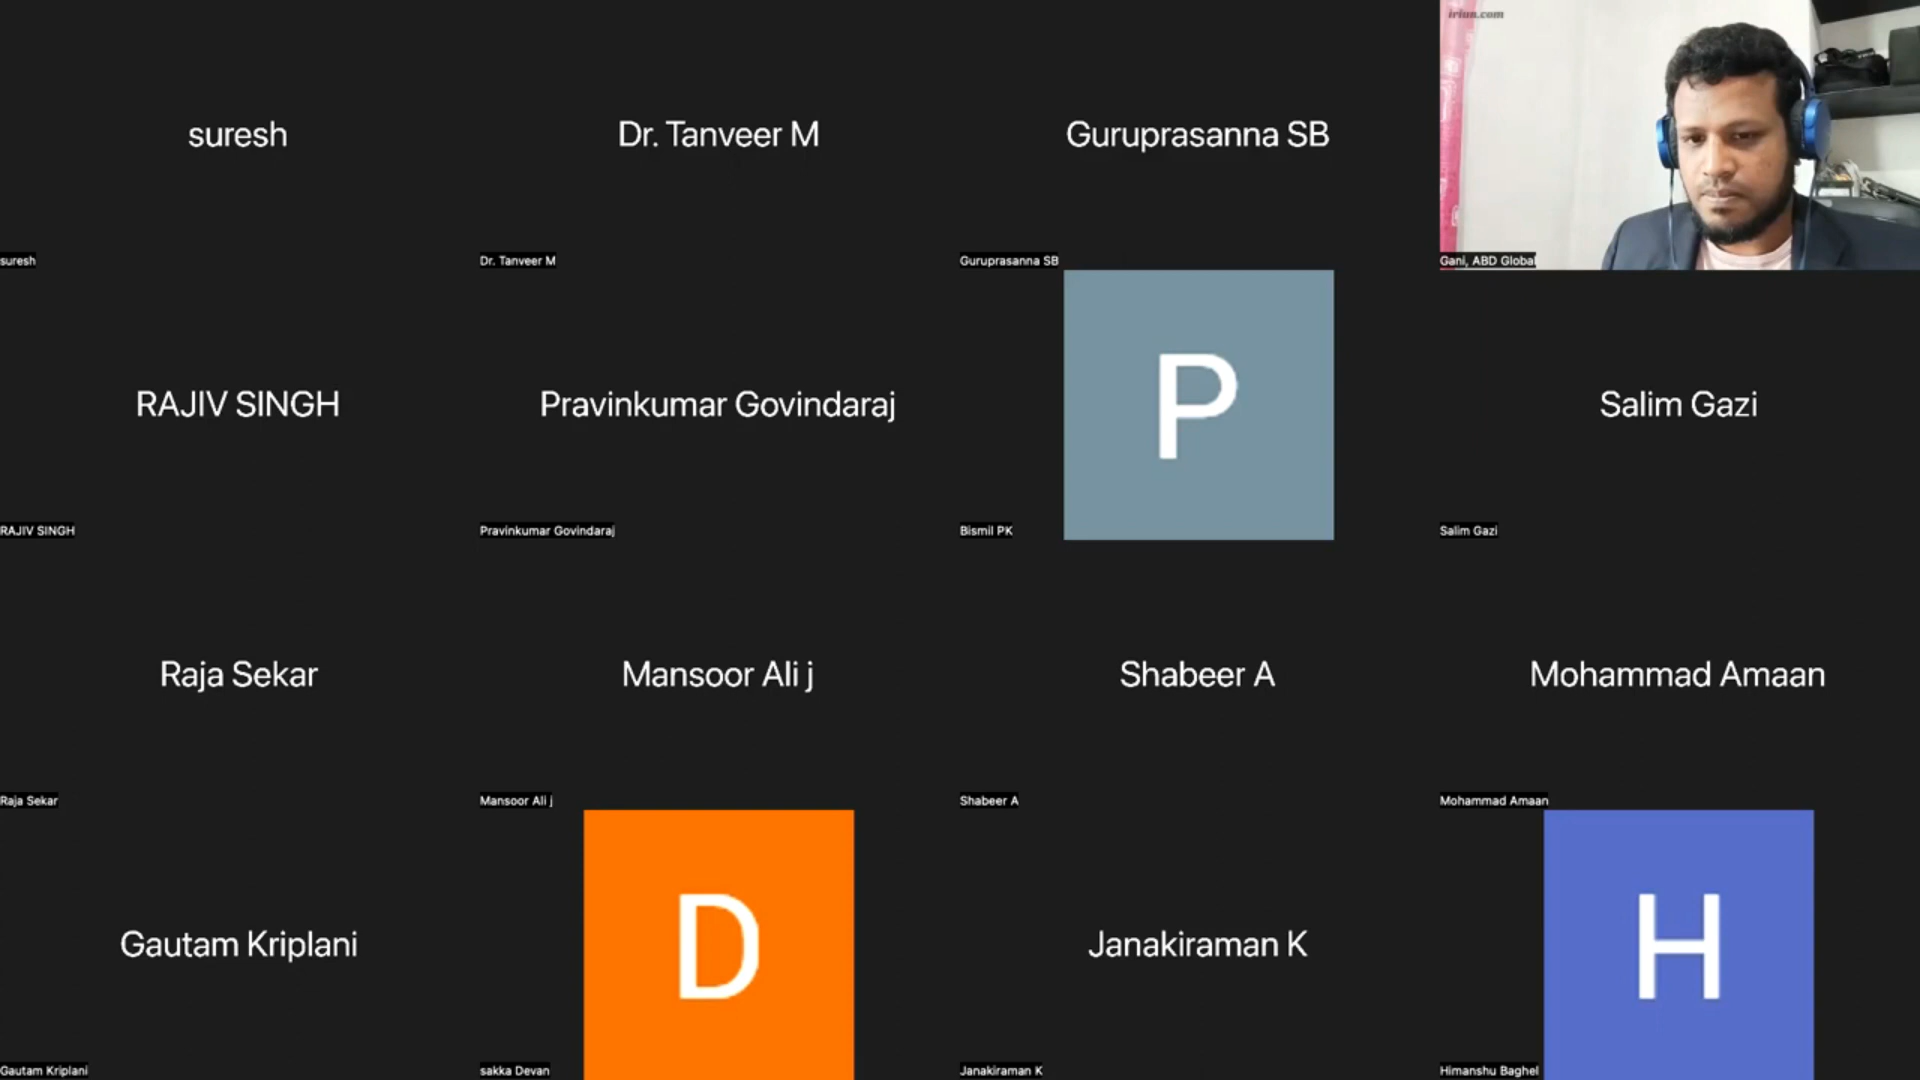 iriun.com
suresh
Dr. Tanveer M
Guruprasanna SB
suresh
Dr. Tanveer M
Guruprasanna SB
Gani, ABD Global
RAJIV SINGH
Pravinkumar Govindaraj
P
Salim Gazi
RAJIV SINGH
Pravinkumar Govindaraj
Bismil PK
Salim Gazi
Raja Sekar
Mansoor Ali j
Shabeer A
Mohammad Amaan
Raja Sekar
Mansoor Ali j
Shabeer A
Mohammad Amaan
Gautam Kriplani
D
Janakiraman K
H
Gautam Kriplani
sakka Devan
Janakiraman K
Himanshu Baghel